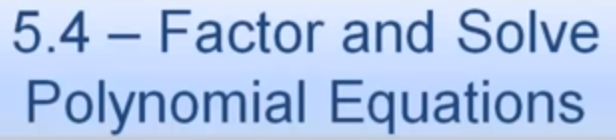 5.4 – Factor and Solve
Polynomial Equations